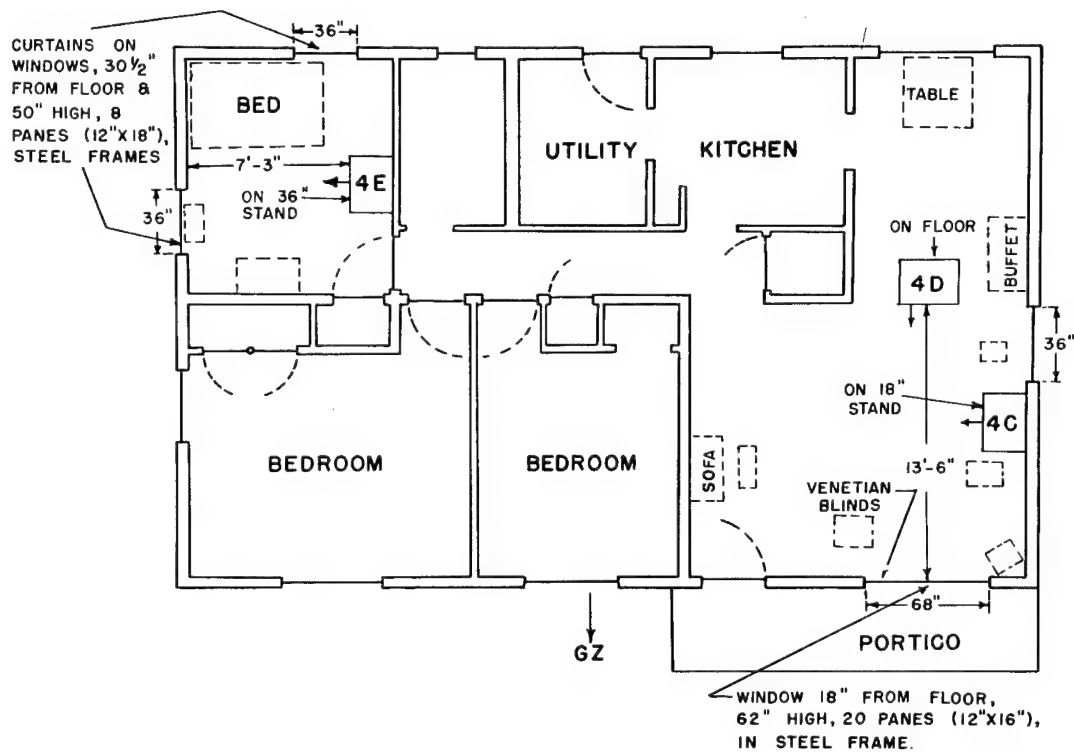 CURTAINS ON
WINDOWS, 30 1/2"
FROM FLOOR &
50" HIGH, 8
PANES (12"X18"),
STEEL FRAMES
36"
BED
7'-3"
4E
ON 36"
STAND
36"
UTILITY
KITCHEN
TABLE
ON FLOOR
BUFFET
4D
36"
ON 18"
STAND
4C
13'-6"
BEDROOM
BEDROOM
SOFA
VENETIAN
BLINDS
68"
GZ
PORTICO
WINDOW 18" FROM FLOOR,
62" HIGH, 20 PANES (12"X16"),
IN STEEL FRAME.